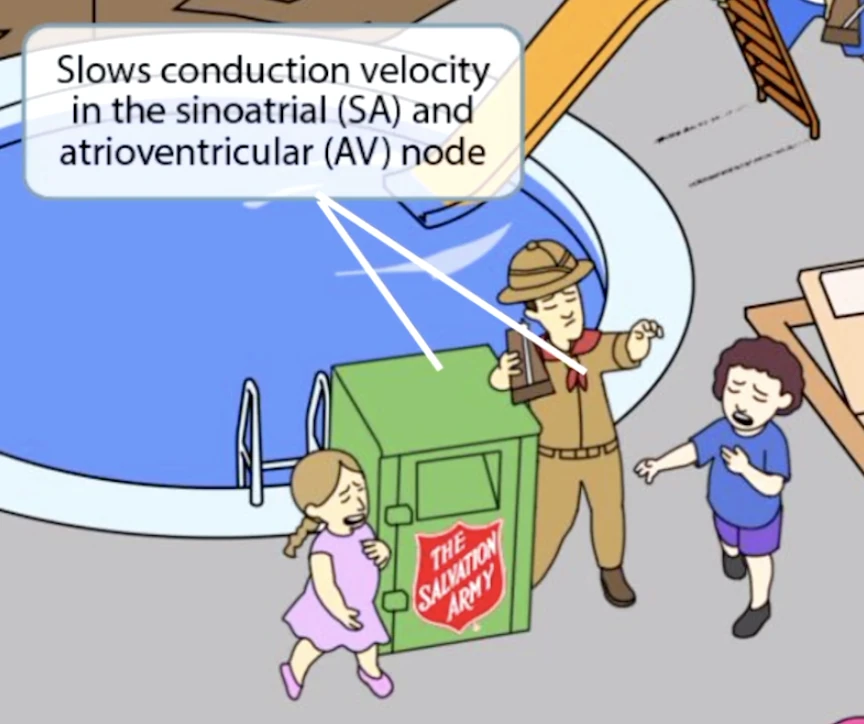 Slows conduction velocity
in the sinoatrial (SA) and
atrioventricular (AV) node
THE
SALVATION
ARMY